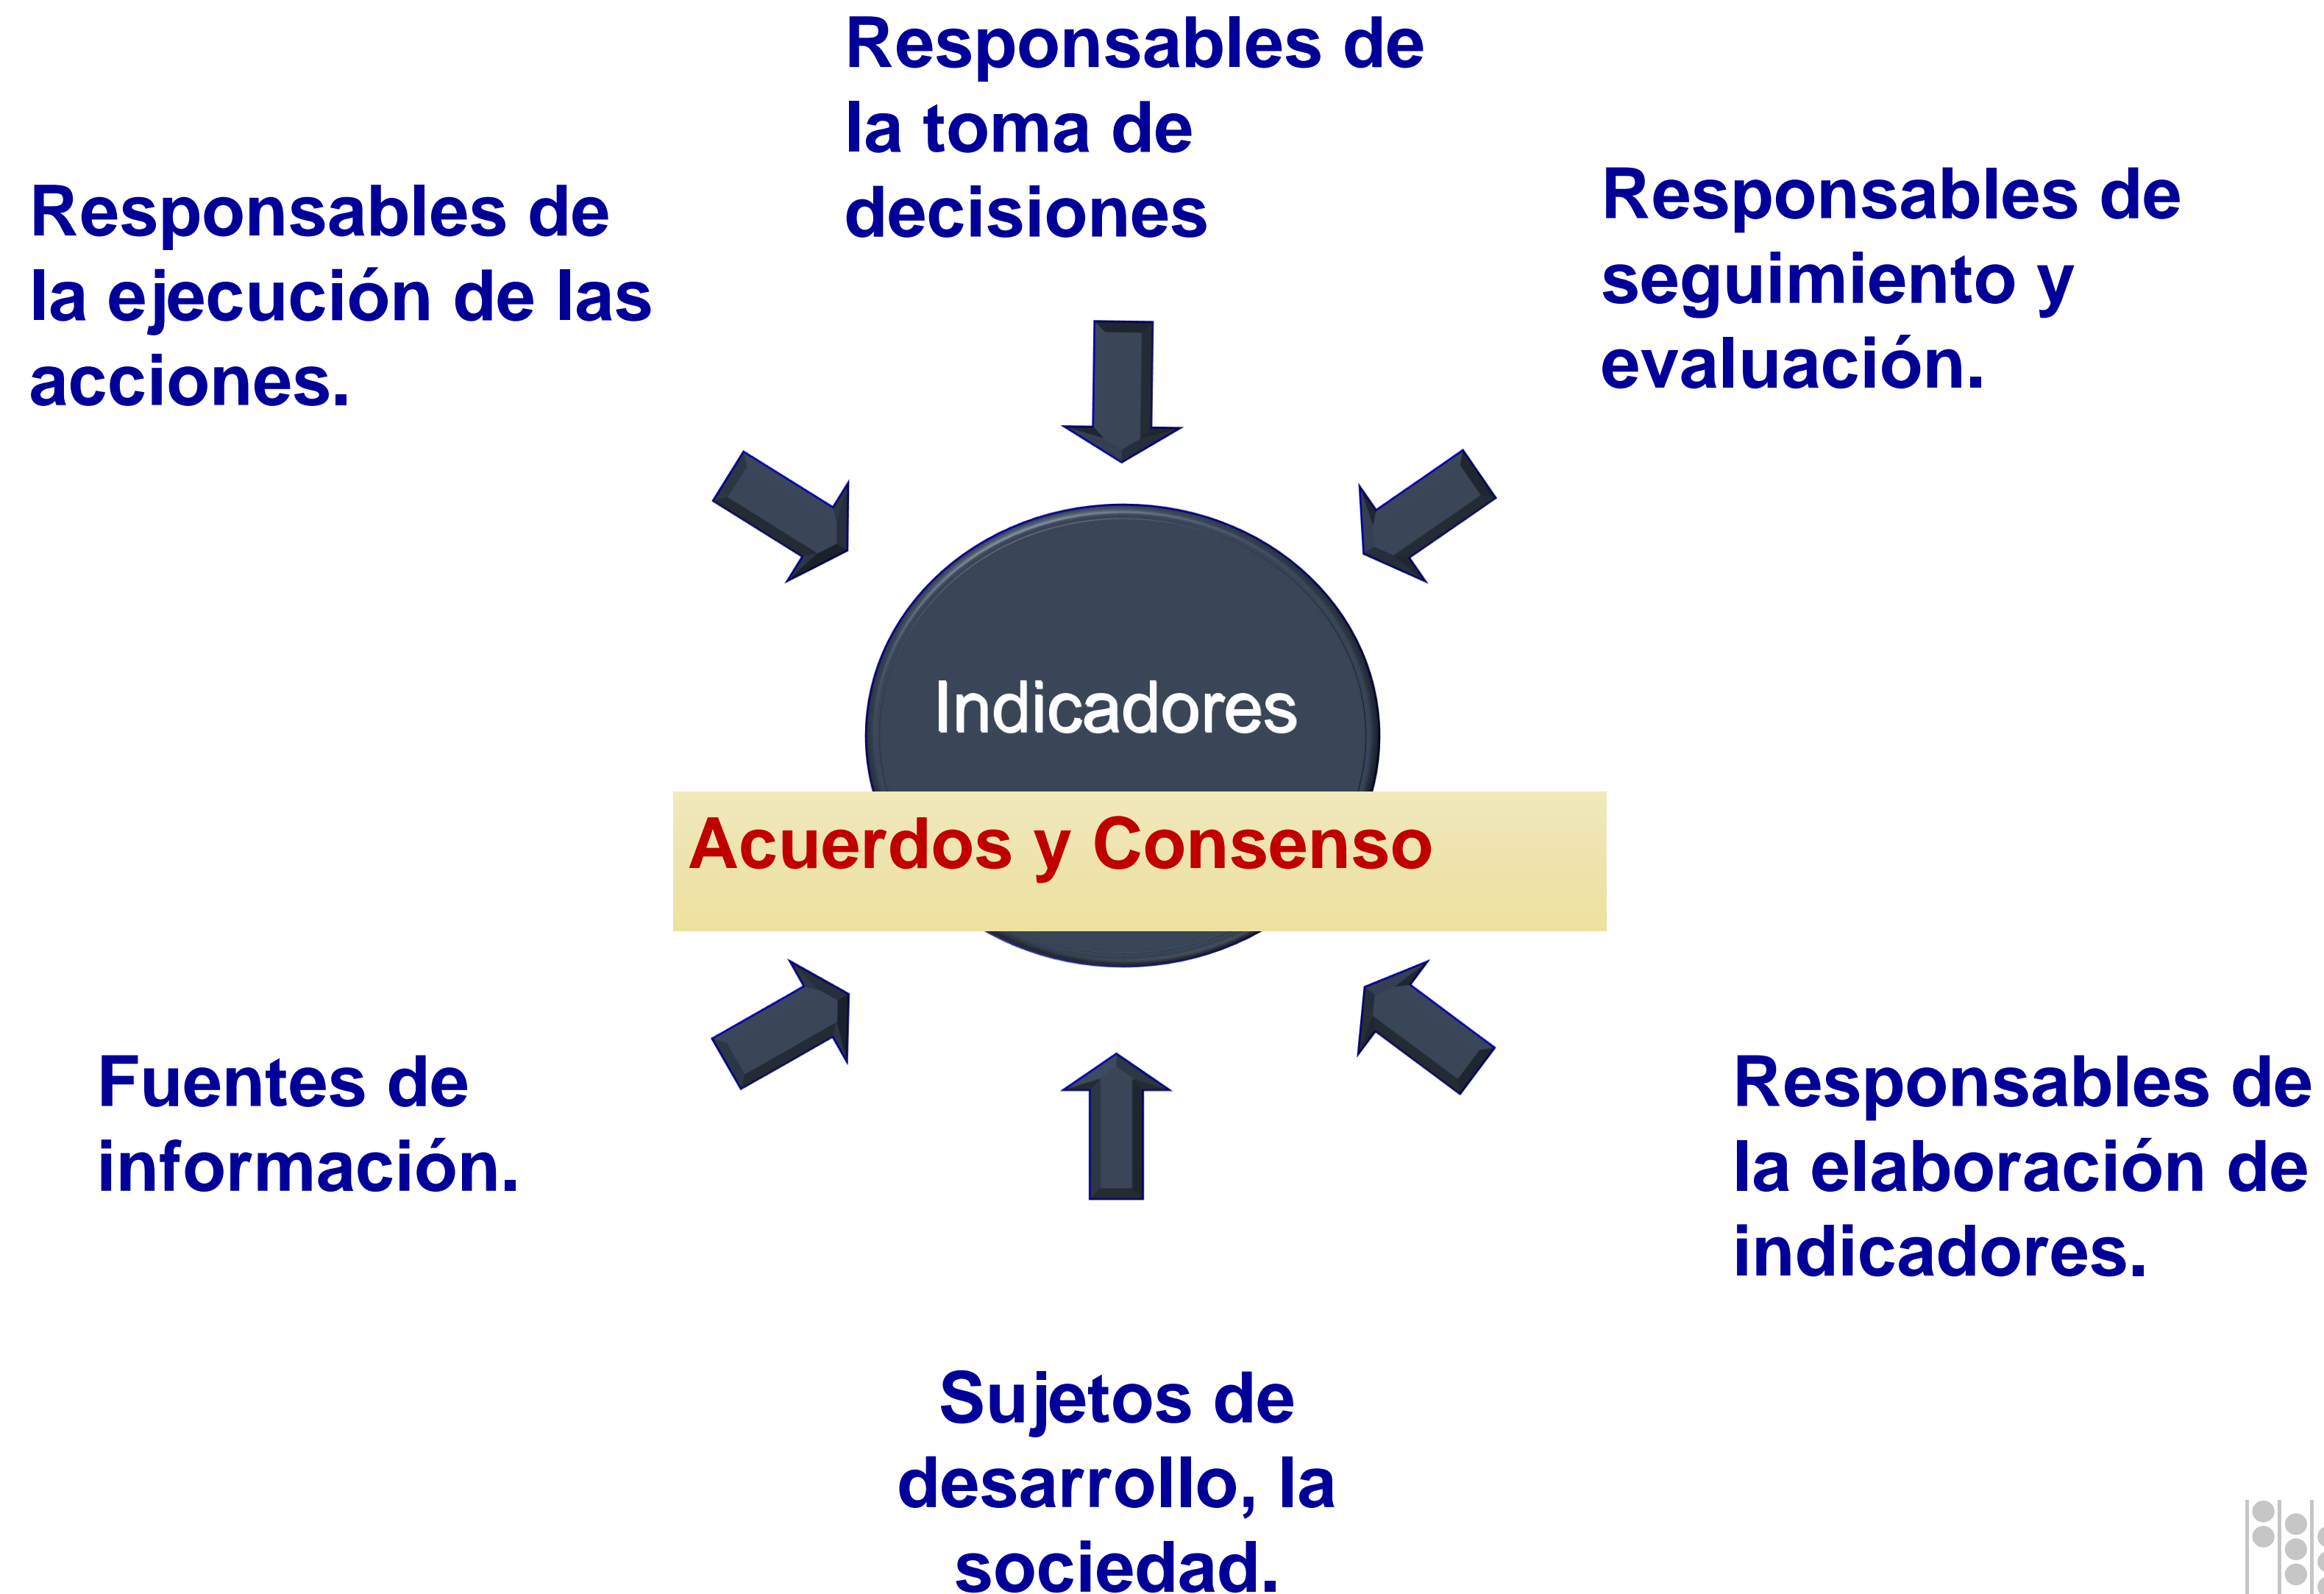 Responsables de
la toma de
decisiones
Responsables de
la ejecución de las
acciones.
Responsables de
seguimiento y
evaluación.
Indicadores
Acuerdos y Consenso
Fuentes de
información.
Responsables de
la elaboración de
indicadores.
Sujetos de
desarrollo, la
sociedad.